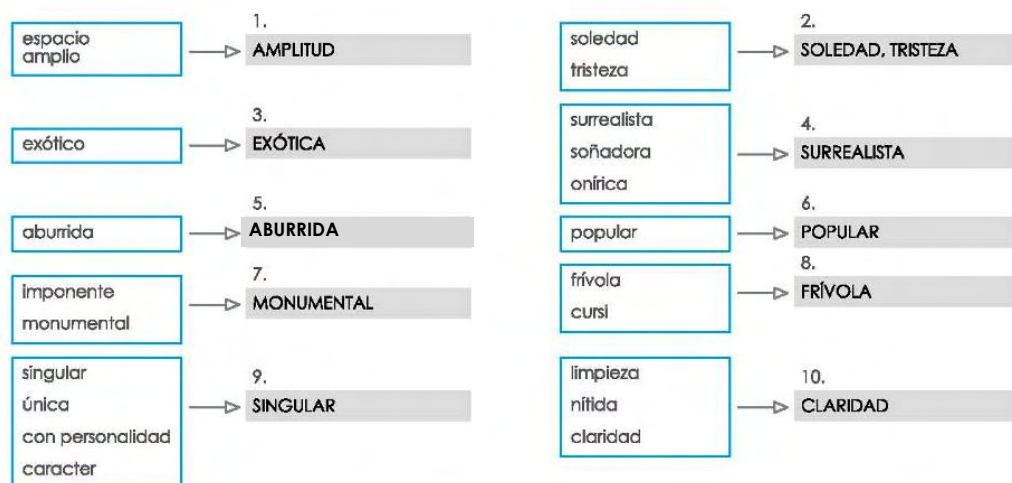 1.
espacio
amplio
AMPLITUD
2.
soledad
tristeza
SOLEDAD, TRISTEZA
3.
exótico
EXÓTICA
4.
surrealista
soñadora
onírica
SURREALISTA
5.
aburrida
ABURRIDA
6.
popular
POPULAR
7.
imponente
monumental
MONUMENTAL
8.
frívola
cursi
FRÍVOLA
9.
singular
única
con personalidad
caracter
SINGULAR
10.
limpieza
nítida
claridad
CLARIDAD